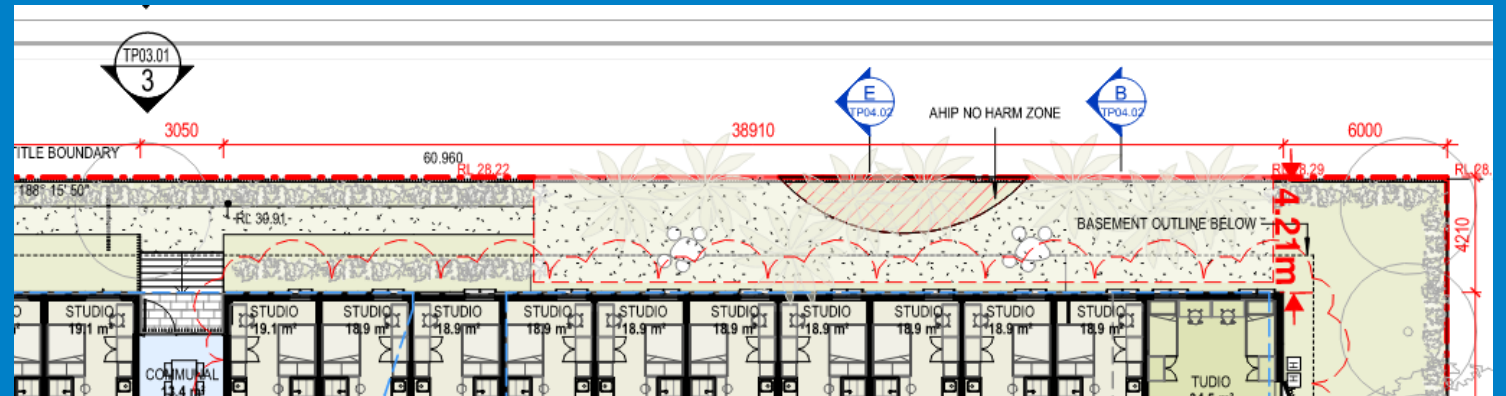 TP03.01
3
E
TP04.02
B
TP04.02
AHIP NO HARM ZONE
3050
38910
6000
TITLE BOUNDARY
60.960
RL 28.22
188° 15' 50"
RL 30.91
4.21m
4210
BASEMENT OUTLINE BELOW
STUDIO
19.1 m²
STUDIO
19.1 m²
STUDIO
18.9 m²
STUDIO
18.9 m²
STUDIO
18.9 m²
STUDIO
18.9 m²
STUDIO
18.9 m²
STUDIO
18.9 m²
STUDIO
18.9 m²
STUDIO
18.9 m²
STUDIO
18.9 m²
COMMUNAL
13.4 m²
TUDIO